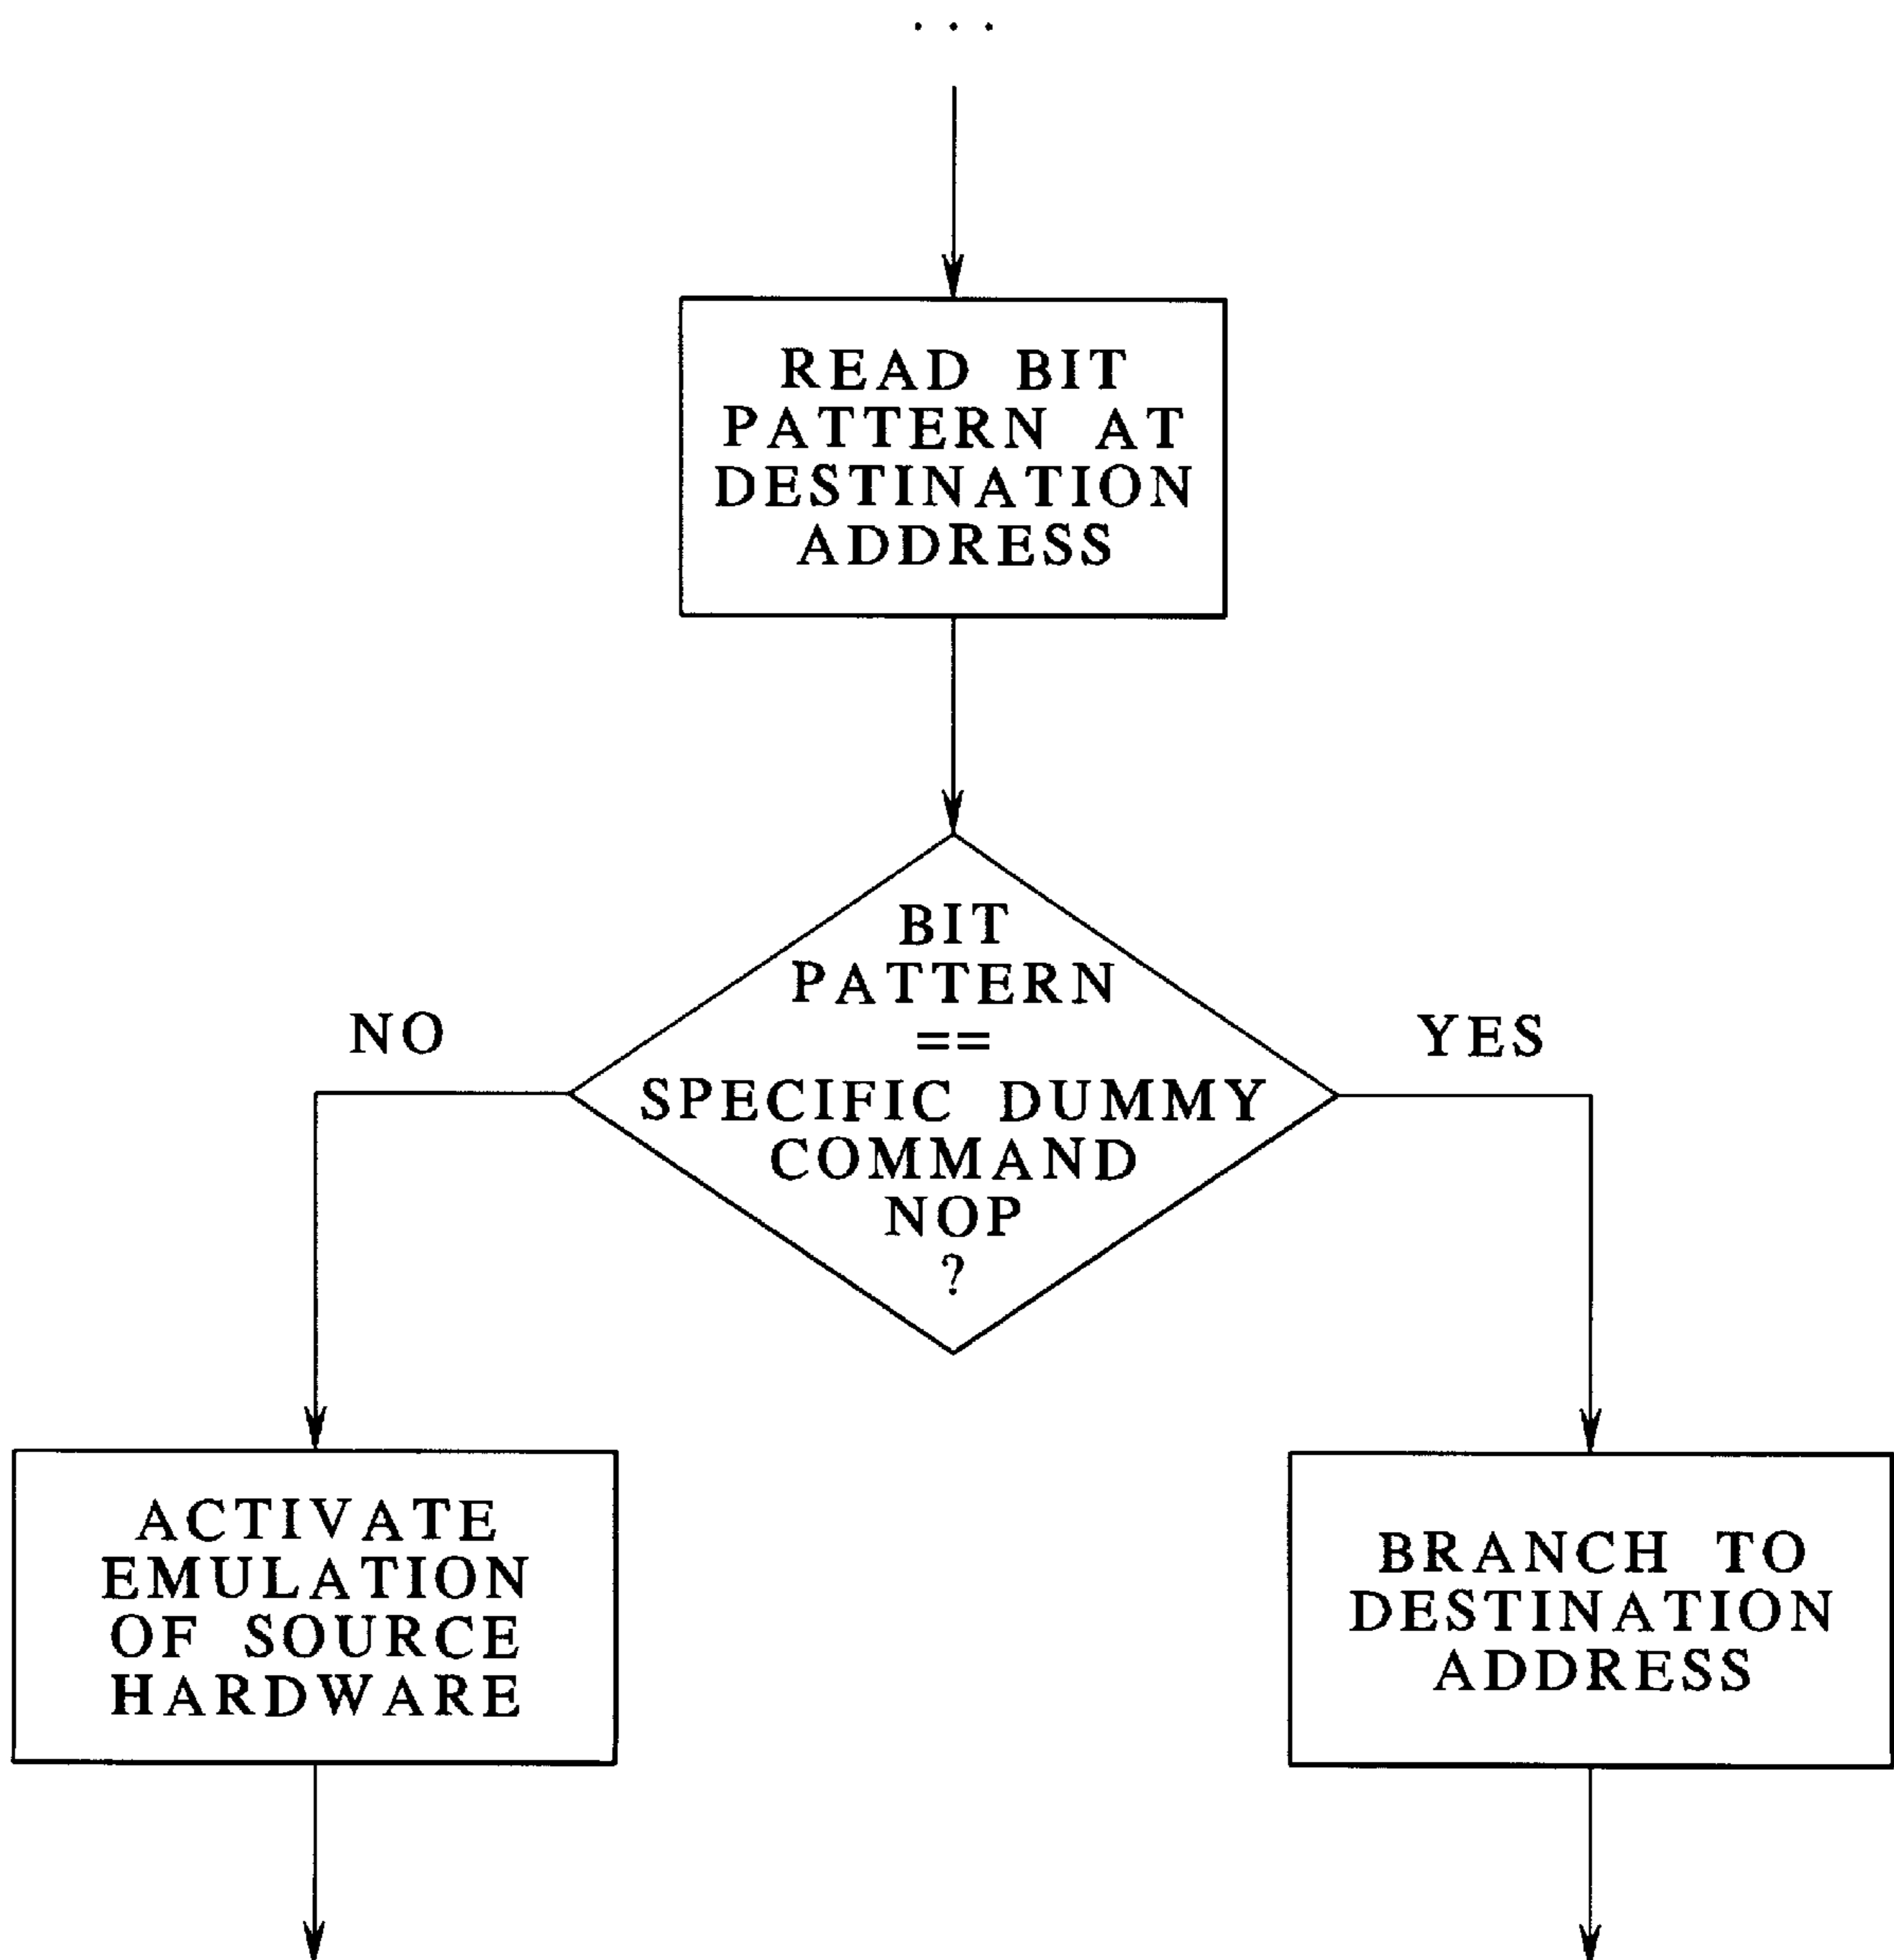 . . .
READ BIT
PATTERN AT
DESTINATION
ADDRESS
BIT
PATTERN
==
SPECIFIC DUMMY
COMMAND
NOP
?
NO
YES
ACTIVATE
EMULATION
OF SOURCE
HARDWARE
BRANCH TO
DESTINATION
ADDRESS